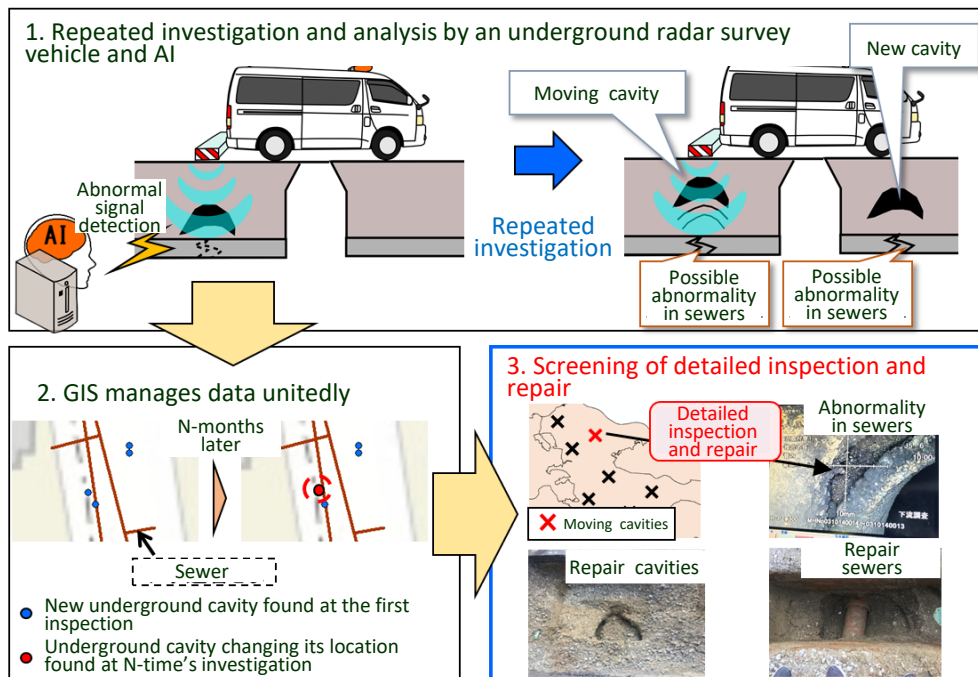 1. Repeated investigation and analysis by an underground radar survey
vehicle and AI
Moving cavity
New cavity
Abnormal
signal
detection
AI
Repeated
investigation
Possible
abnormality
in sewers
Possible
abnormality
in sewers
2. GIS manages data unitedly
N-months
later
Sewer
New underground cavity found at the first
inspection
Underground cavity changing its location
found at N-time's investigation
3. Screening of detailed inspection and
repair
Detailed
inspection
and repair
Abnormality
in sewers
下流調査
Moving cavities
Repair cavities
Repair
sewers